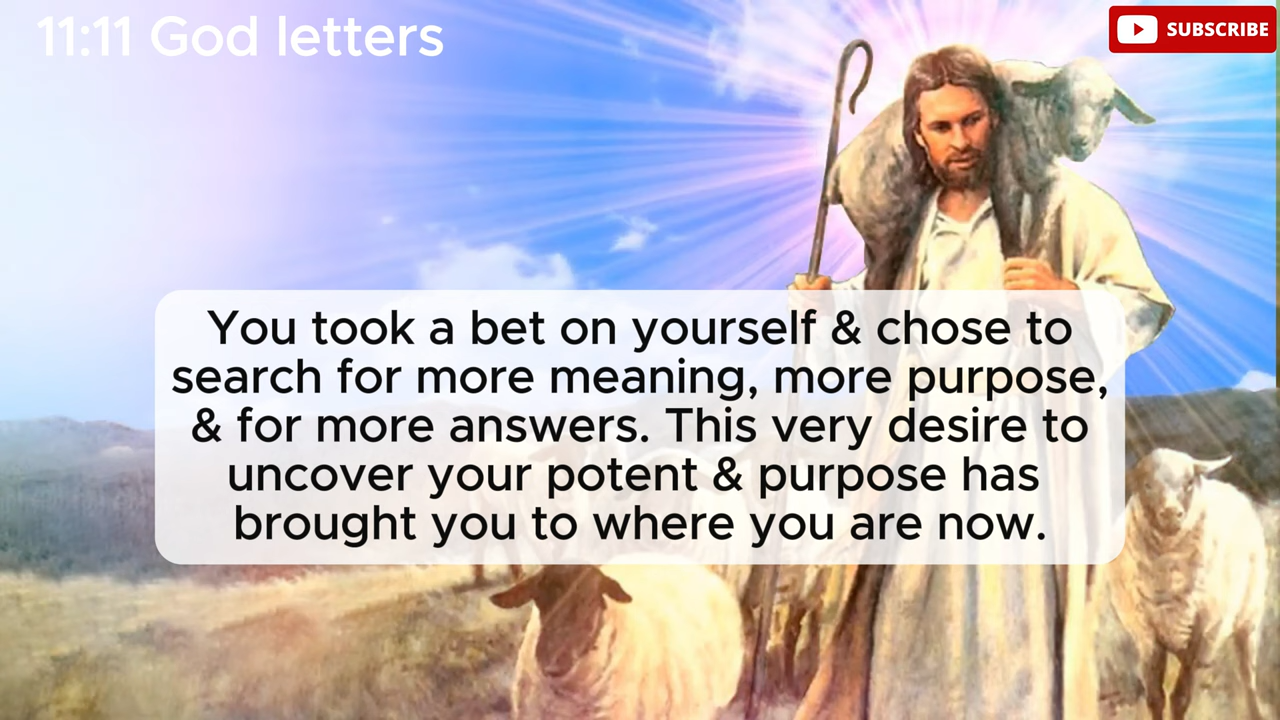 11:11 God letters
SUBSCRIBE
You took a bet on yourself & chose to
search for more meaning, more purpose,
& for more answers. This very desire to
uncover your potent & purpose has
brought you to where you are now.